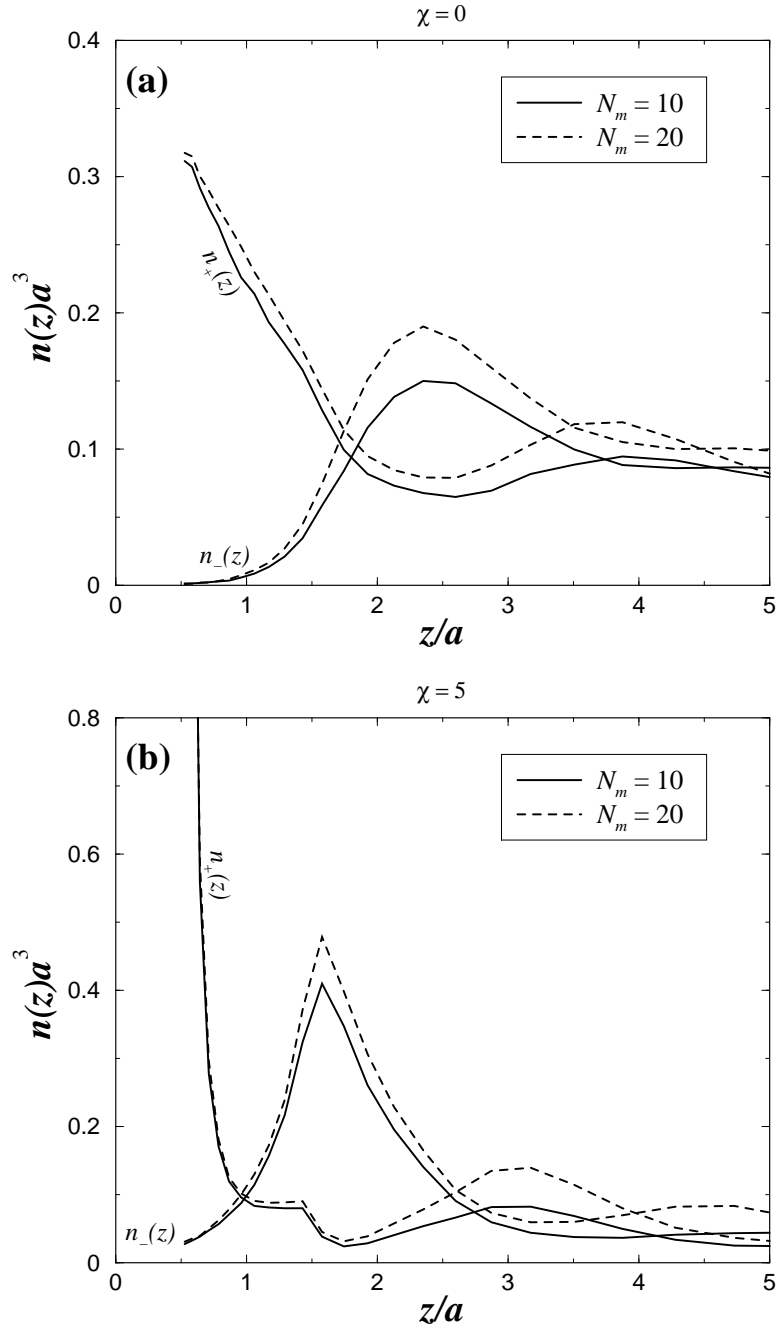 χ = 0
(a)
N_m = 10
N_m = 20
n_+(z)
n_-(z)
n(z)a^3
0.4
0.3
0.2
0.1
0
0 1 2 3 4 5
z/a
χ = 5
(b)
N_m = 10
N_m = 20
n_+(z)
n_-(z)
n(z)a^3
0.8
0.6
0.4
0.2
0
0 1 2 3 4 5
z/a